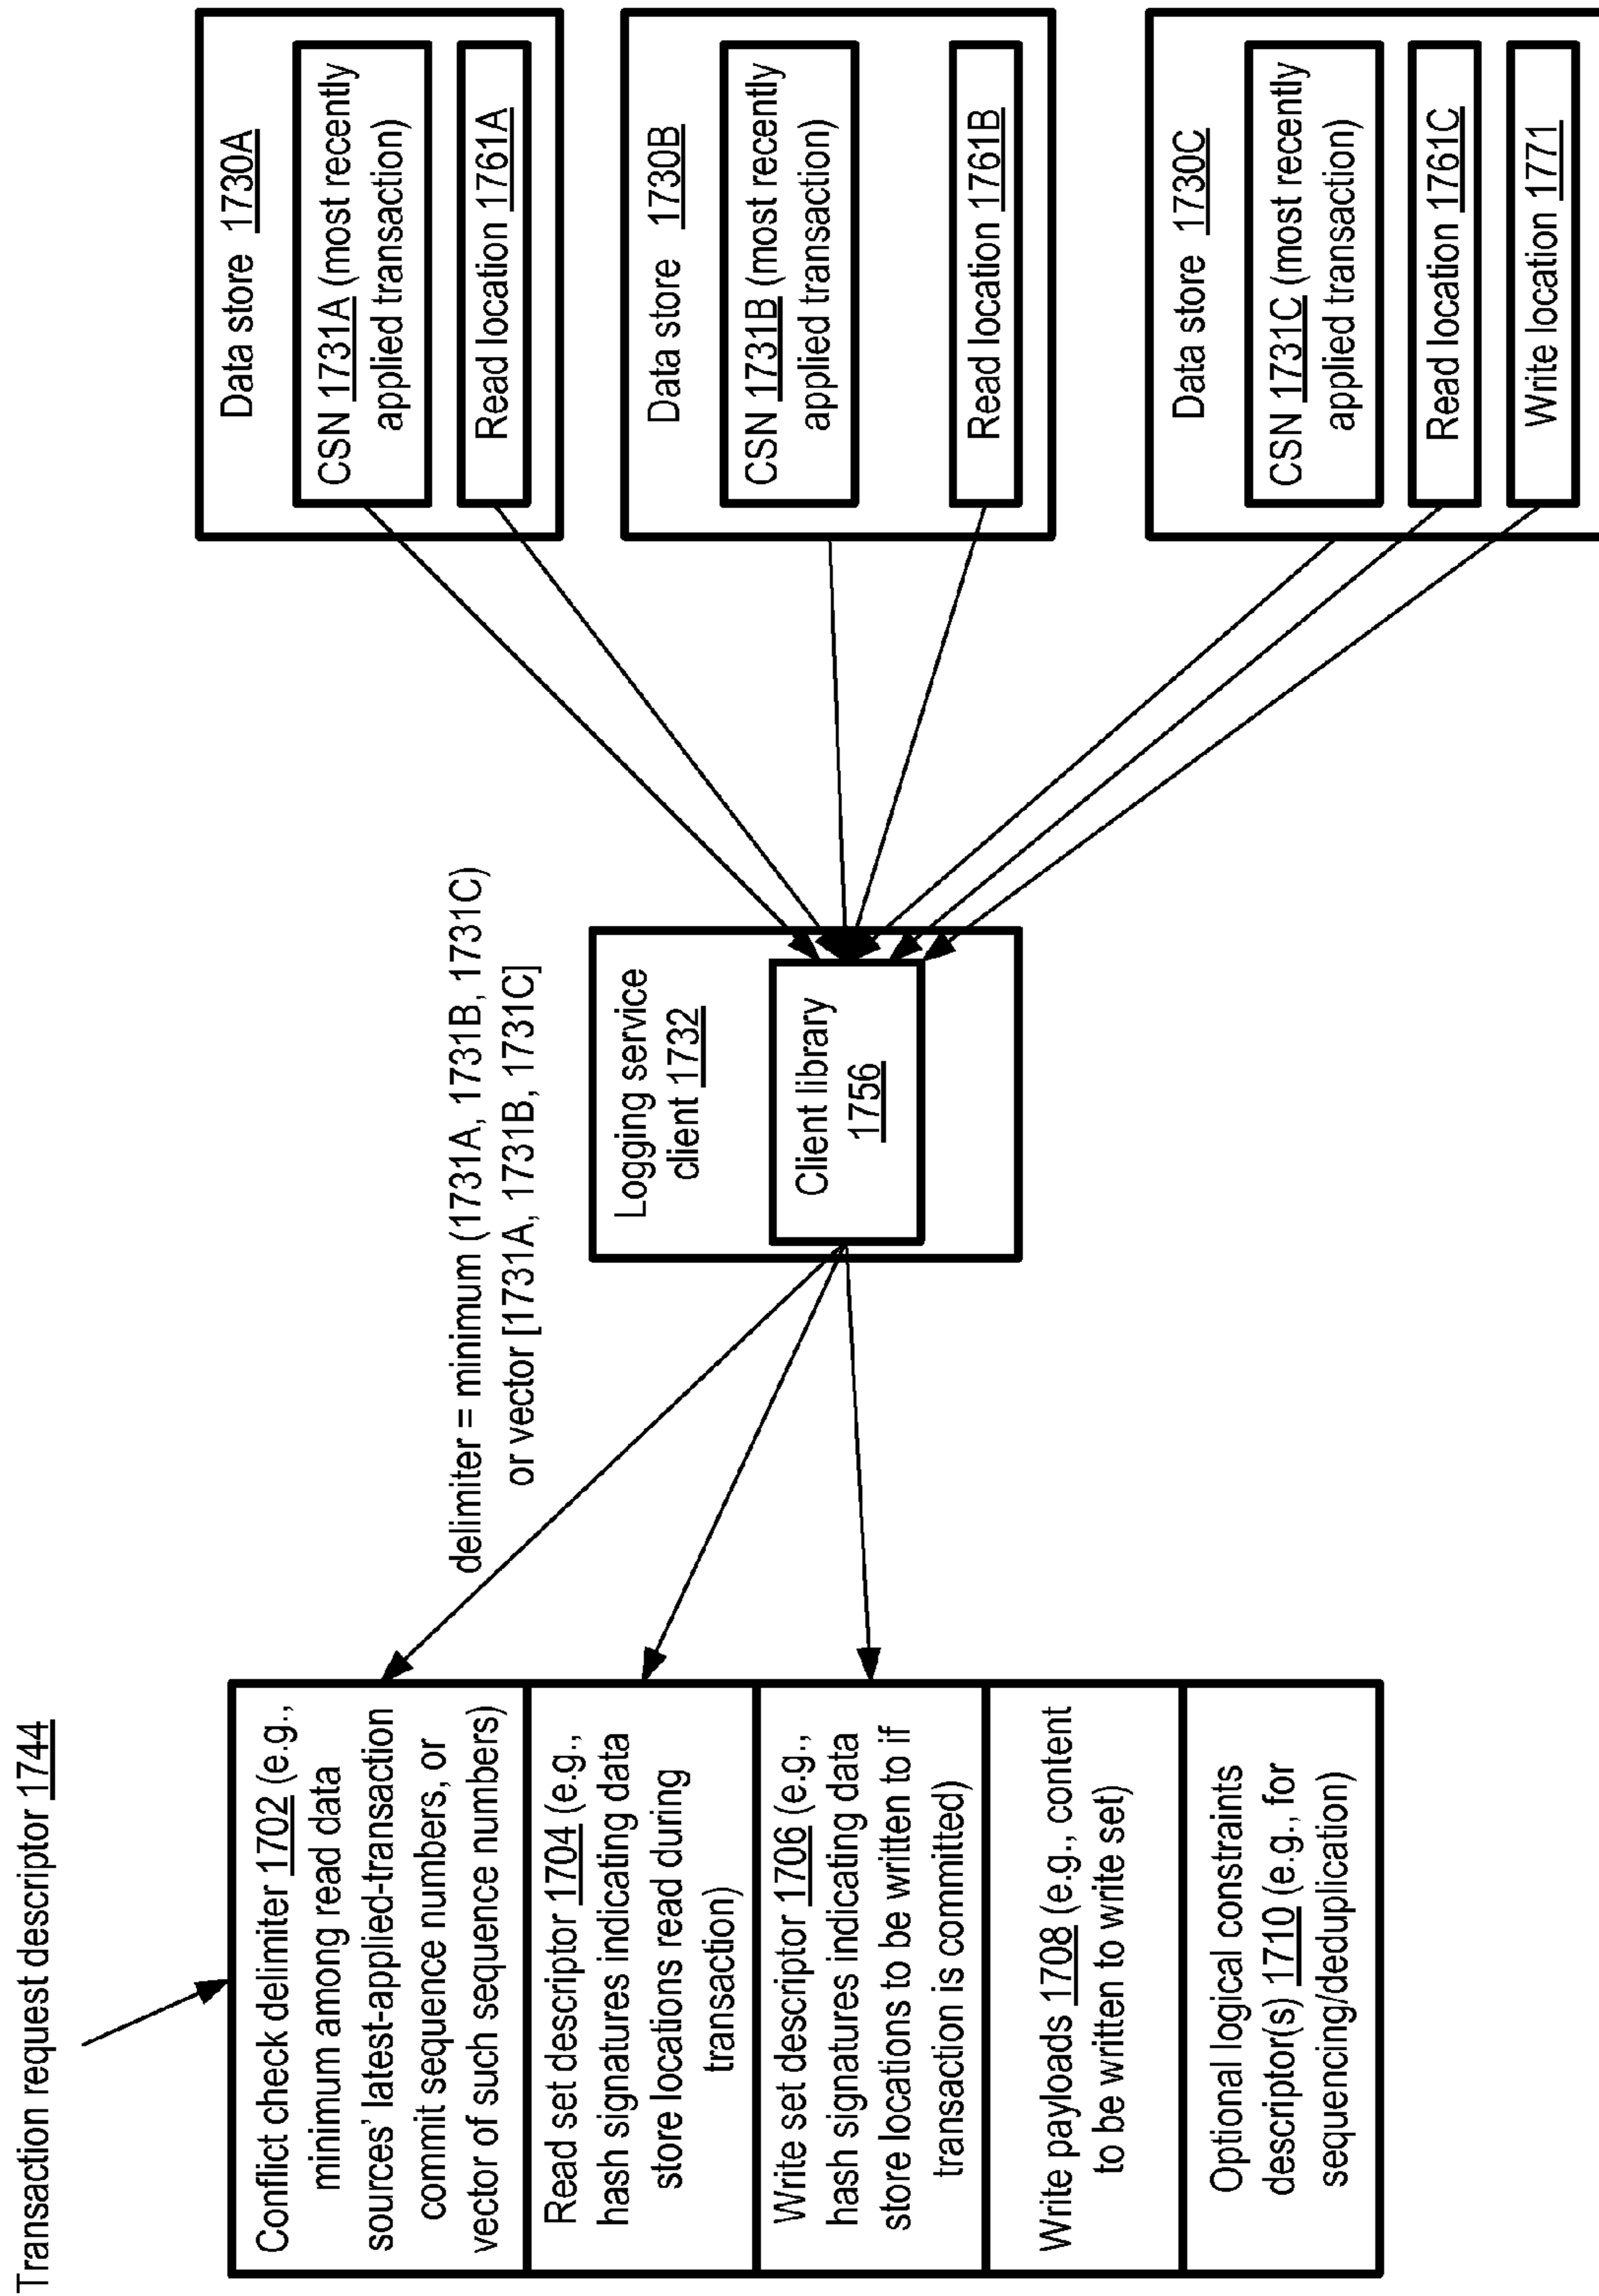 Transaction request descriptor 1744
Conflict check delimiter 1702 (e.g.,
minimum among read data
sources' latest-applied-transaction
commit sequence numbers, or
vector of such sequence numbers)
Read set descriptor 1704 (e.g.,
hash signatures indicating data
store locations read during
transaction)
Write set descriptor 1706 (e.g.,
hash signatures indicating data
store locations to be written to if
transaction is committed)
Write payloads 1708 (e.g., content
to be written to write set)
Optional logical constraints
descriptor(s) 1710 (e.g., for
sequencing/deduplication)
delimiter = minimum (1731A, 1731B, 1731C)
or vector [1731A, 1731B, 1731C]
Logging service
client 1732
Client library
1756
Data store 1730A
CSN 1731A (most recently
applied transaction)
Read location 1761A
Data store 1730B
CSN 1731B (most recently
applied transaction)
Read location 1761B
Data store 1730C
CSN 1731C (most recently
applied transaction)
Read location 1761C
Write location 1771